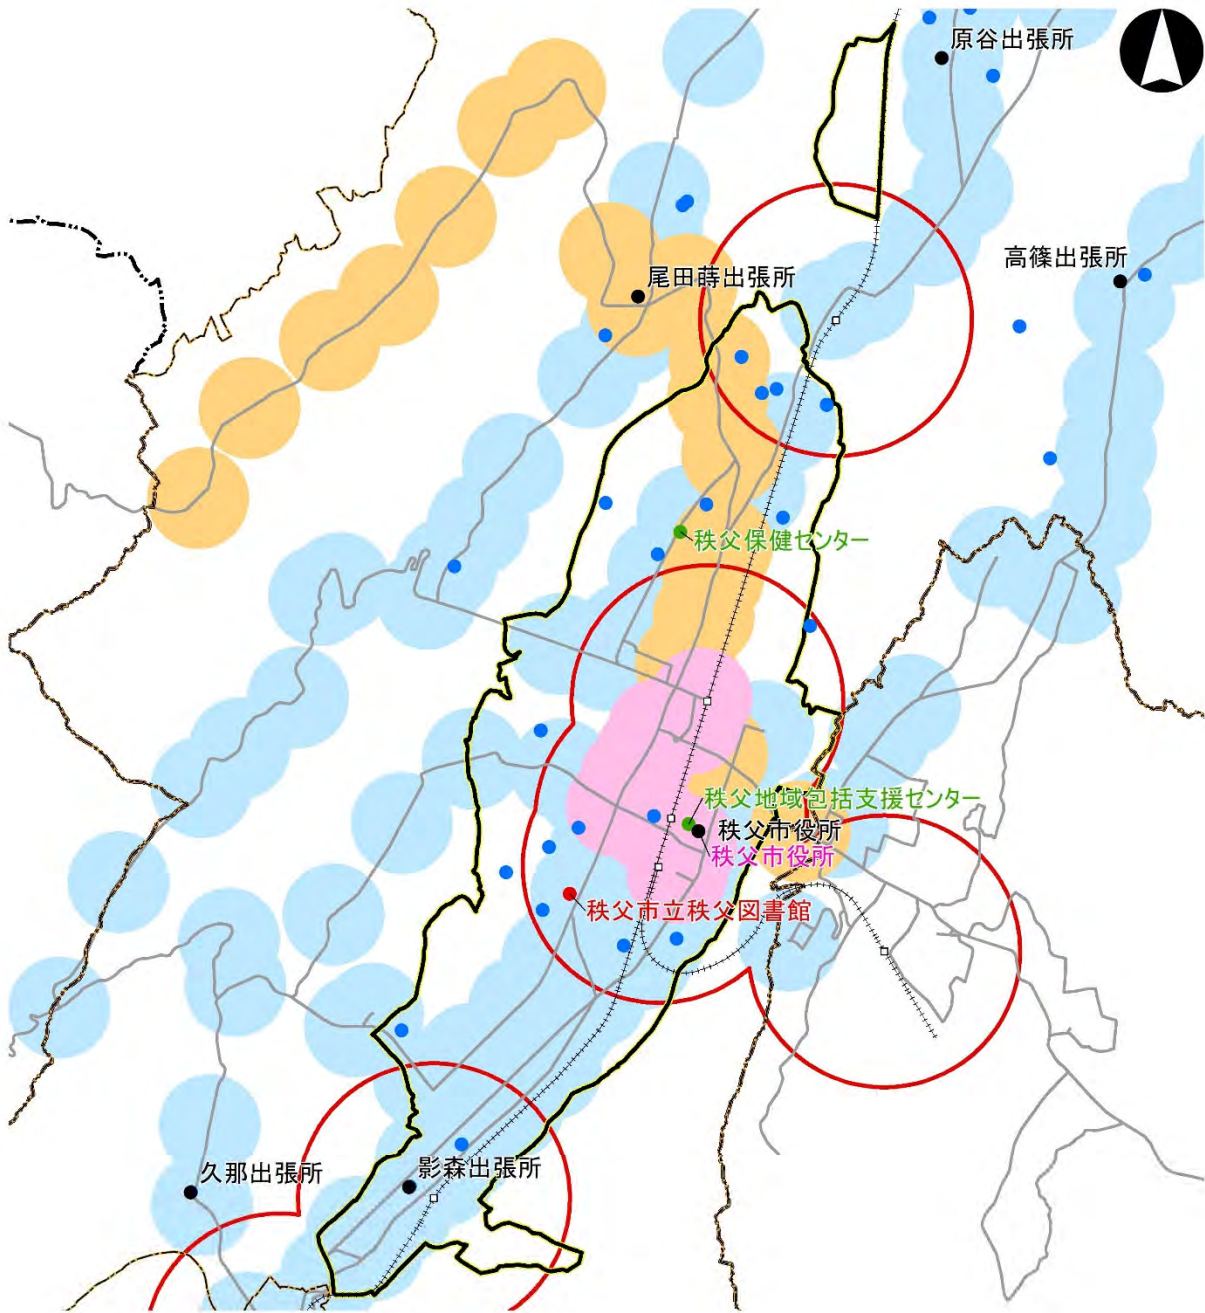 原谷出張所
高篠出張所
尾田蒔出張所
秩父保健センター
秩父地域包括支援センター
秩父市役所
秩父市役所
秩父市立秩父図書館
久那出張所
影森出張所